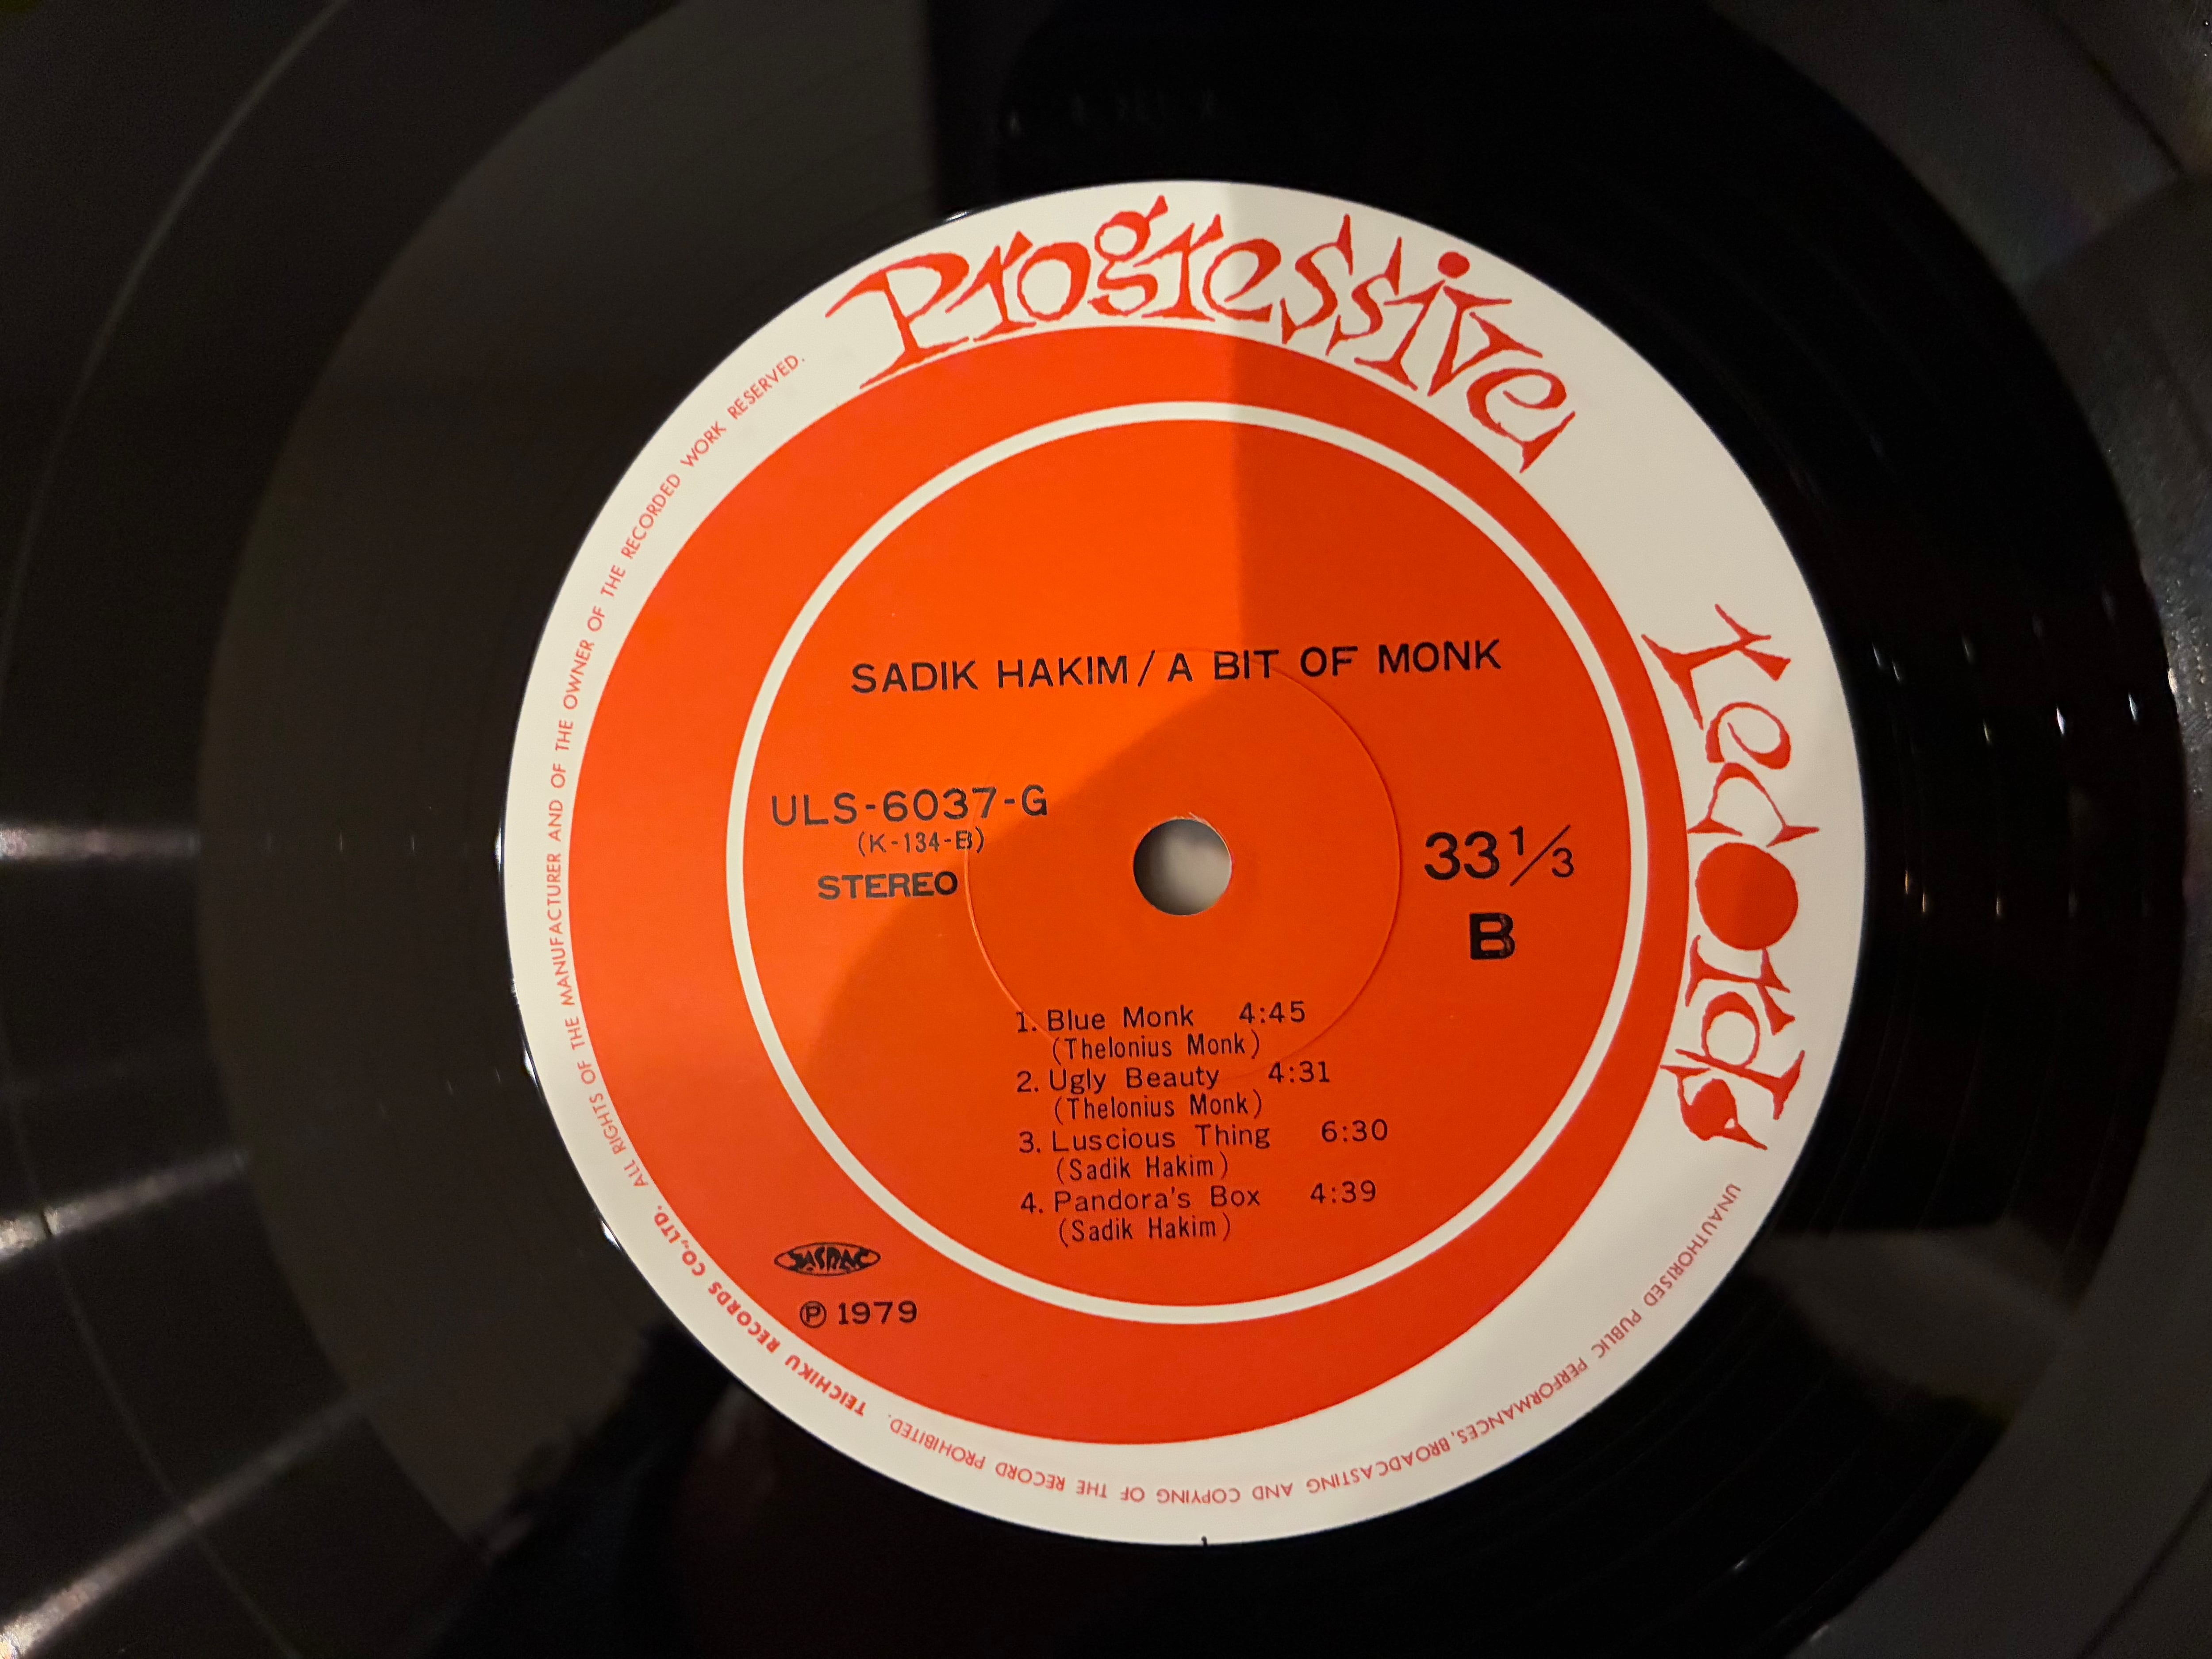 Progressive records
SADIK HAKIM / A BIT OF MONK
ULS-6037-G
(K-134-B)
STEREO
33 1/3
B
1. Blue Monk 4:45
(Thelonius Monk)
2. Ugly Beauty 4:31
(Thelonius Monk)
3. Luscious Thing 6:30
(Sadik Hakim)
4. Pandora's Box 4:39
(Sadik Hakim)
JASRAC
Ⓟ 1979
ALL RIGHTS OF THE MANUFACTURER AND OF THE OWNER OF THE RECORDED WORK RESERVED.
UNAUTHORISED PUBLIC PERFORMANCES, BROADCASTING AND COPYING OF THE RECORD PROHIBITED.
TEICHIKU RECORDS CO., LTD.